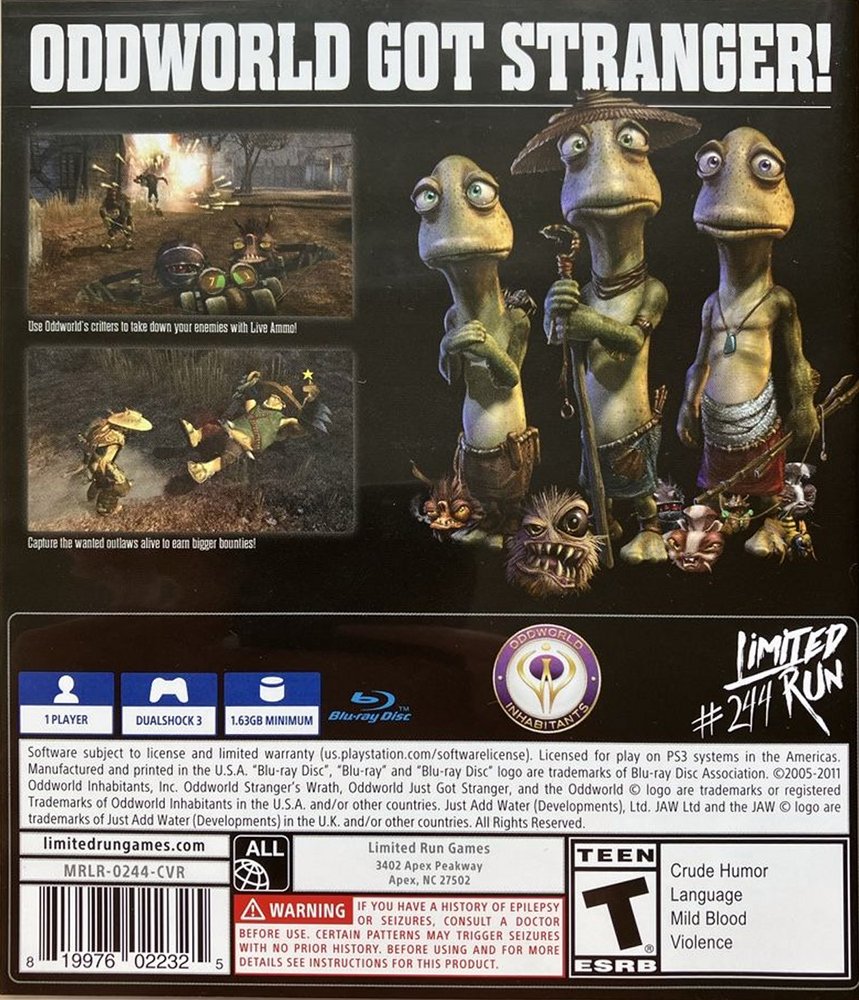 ODDWORLD GOT STRANGER!
Use Oddworld's critters to take down your enemies with Live Ammo!
Capture the wanted outlaws alive to earn bigger bounties!
1 PLAYER
DUALSHOCK 3
1.63GB MINIMUM
Blu-ray Disc™
ODDWORLD
INHABITANTS
LIMITED
RUN
#244
Software subject to license and limited warranty (us.playstation.com/softwarelicense). Licensed for play on PS3 systems in the Americas.
Manufactured and printed in the U.S.A. “Blu-ray Disc”, “Blu-ray” and “Blu-ray Disc” logo are trademarks of Blu-ray Disc Association. ©2005-2011
Oddworld Inhabitants, Inc. Oddworld Stranger's Wrath, Oddworld Just Got Stranger, and the Oddworld © logo are trademarks or registered
Trademarks of Oddworld Inhabitants in the U.S.A. and/or other countries. Just Add Water (Developments), Ltd. JAW Ltd and the JAW © logo are
trademarks of Just Add Water (Developments) in the U.K. and/or other countries. All Rights Reserved.
limitedrungames.com
MRLR-0244-CVR
8 19976 02232 5
ALL
Limited Run Games
3402 Apex Peakway
Apex, NC 27502
WARNING IF YOU HAVE A HISTORY OF EPILEPSY
OR SEIZURES, CONSULT A DOCTOR
BEFORE USE. CERTAIN PATTERNS MAY TRIGGER SEIZURES
WITH NO PRIOR HISTORY. BEFORE USING AND FOR MORE
DETAILS SEE INSTRUCTIONS FOR THIS PRODUCT.
TEEN
T
®
ESRB
Crude Humor
Language
Mild Blood
Violence